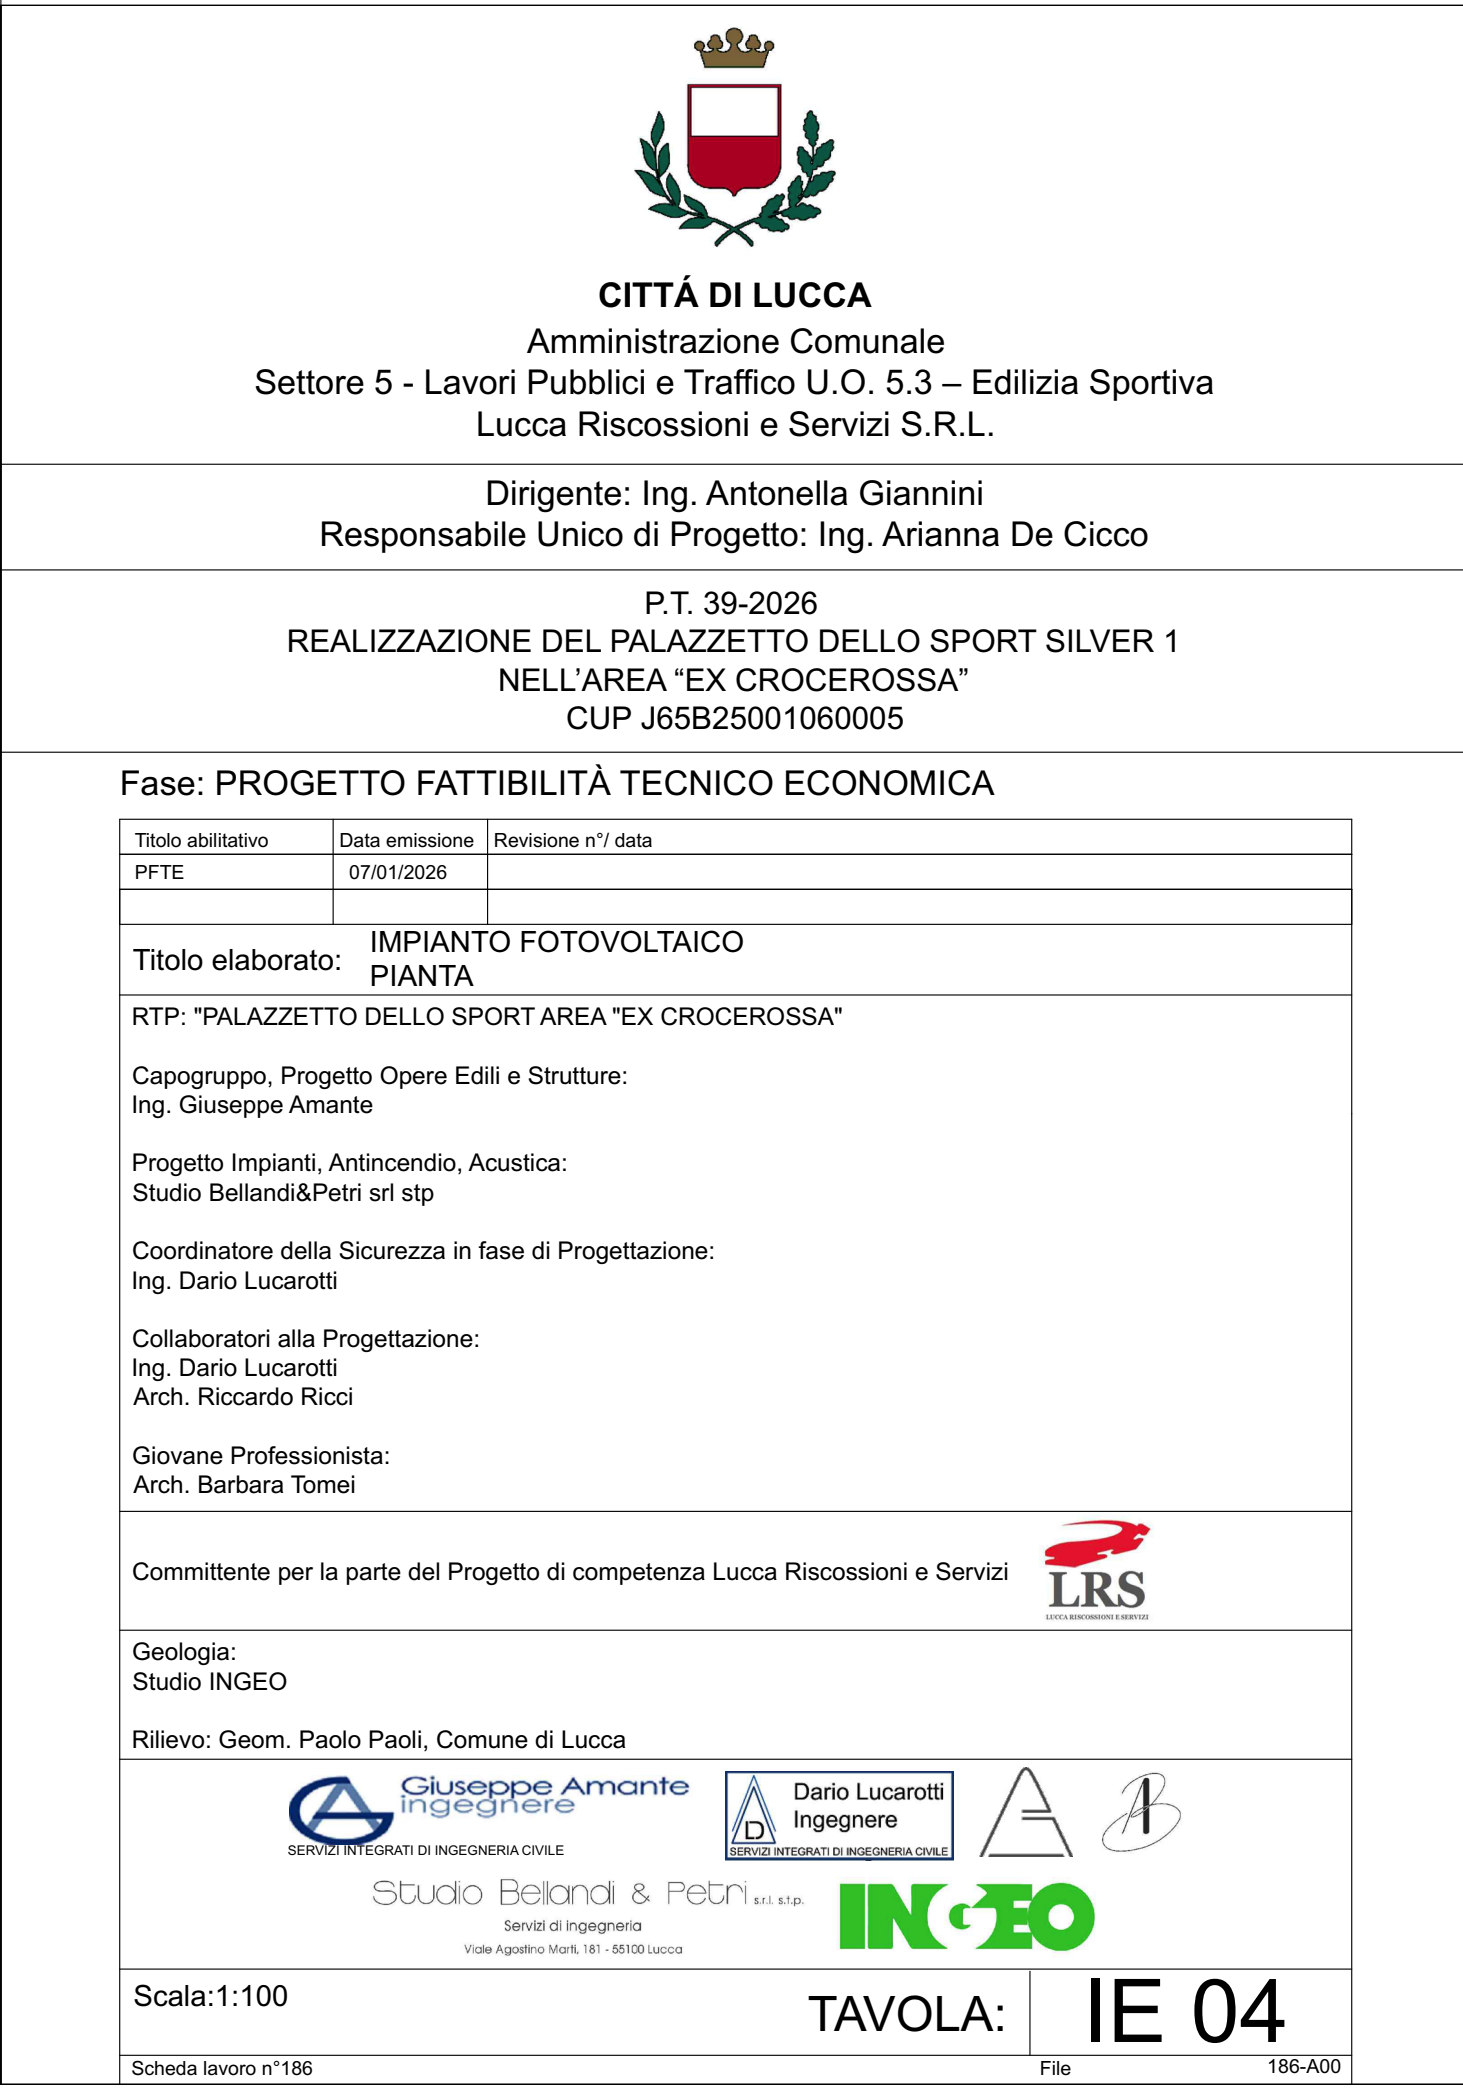 CITTÁ DI LUCCA
Amministrazione Comunale
Settore 5 - Lavori Pubblici e Traffico U.O. 5.3 – Edilizia Sportiva
Lucca Riscossioni e Servizi S.R.L.
Dirigente: Ing. Antonella Giannini
Responsabile Unico di Progetto: Ing. Arianna De Cicco
P.T. 39-2026
REALIZZAZIONE DEL PALAZZETTO DELLO SPORT SILVER 1
NELL'AREA “EX CROCEROSSA”
CUP J65B25001060005
Fase: PROGETTO FATTIBILITÀ TECNICO ECONOMICA
Titolo abilitativo Data emissione Revisione n°/ data
PFTE 07/01/2026
Titolo elaborato: IMPIANTO FOTOVOLTAICO
PIANTA
RTP: "PALAZZETTO DELLO SPORT AREA "EX CROCEROSSA"
Capogruppo, Progetto Opere Edili e Strutture:
Ing. Giuseppe Amante
Progetto Impianti, Antincendio, Acustica:
Studio Bellandi&Petri srl stp
Coordinatore della Sicurezza in fase di Progettazione:
Ing. Dario Lucarotti
Collaboratori alla Progettazione:
Ing. Dario Lucarotti
Arch. Riccardo Ricci
Giovane Professionista:
Arch. Barbara Tomei
Committente per la parte del Progetto di competenza Lucca Riscossioni e Servizi
LRS
LUCCA RISCOSSIONI E SERVIZI
Geologia:
Studio INGEO
Rilievo: Geom. Paolo Paoli, Comune di Lucca
Giuseppe Amante
ingegnere
SERVIZI INTEGRATI DI INGEGNERIA CIVILE
Dario Lucarotti
Ingegnere
D
SERVIZI INTEGRATI DI INGEGNERIA CIVILE
Studio Bellandi & Petri s.r.l. s.t.p.
Servizi di ingegneria
Viale Agostino Marti, 181 - 55100 Lucca
INGEO
Scala:1:100
TAVOLA: IE 04
Scheda lavoro n°186
File 186-A00